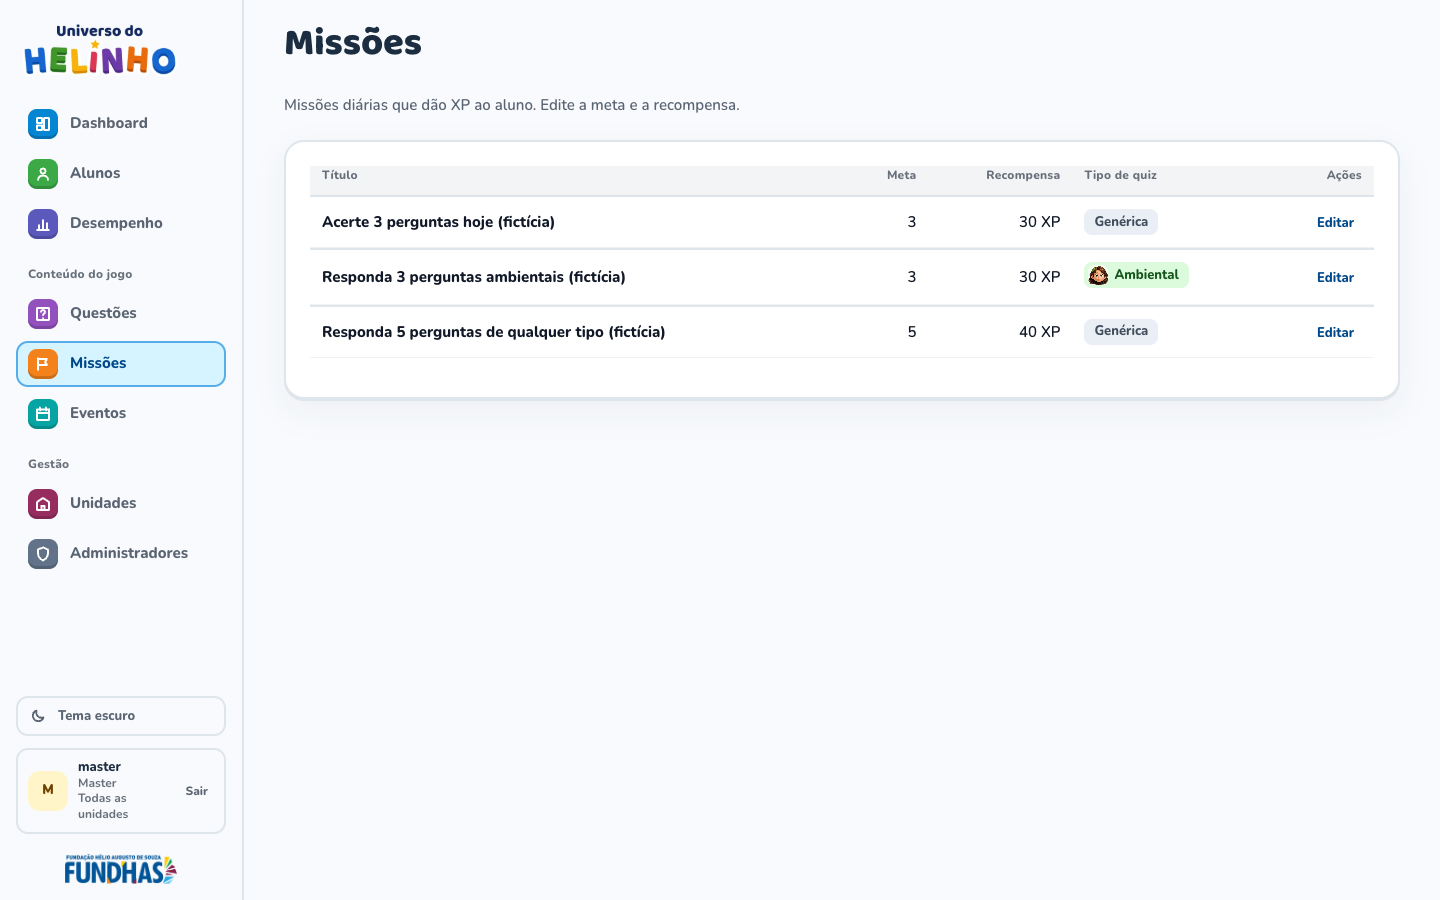 Universo do
HELINHO
Dashboard
Alunos
Desempenho
Conteúdo do jogo
Questões
Missões
Eventos
Gestão
Unidades
Administradores
Tema escuro
M
master
Master
Todas as
unidades
Sair
FUNDAÇÃO HÉLIO AUGUSTO DE SOUZA
FUNDHAS
Missões
Missões diárias que dão XP ao aluno. Edite a meta e a recompensa.
Título Meta Recompensa Tipo de quiz Ações
Acerte 3 perguntas hoje (fictícia) 3 30 XP Genérica Editar
Responda 3 perguntas ambientais (fictícia) 3 30 XP Ambiental Editar
Responda 5 perguntas de qualquer tipo (fictícia) 5 40 XP Genérica Editar